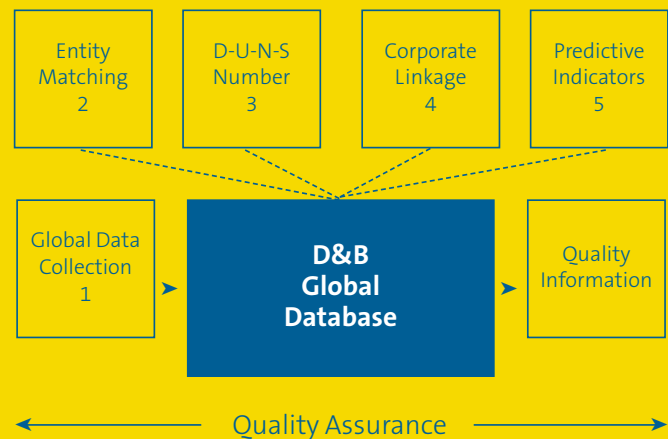 Entity
Matching
2
D-U-N-S
Number
3
Corporate
Linkage
4
Predictive
Indicators
5
Global Data
Collection
1
D&B
Global
Database
Quality
Information
Quality Assurance